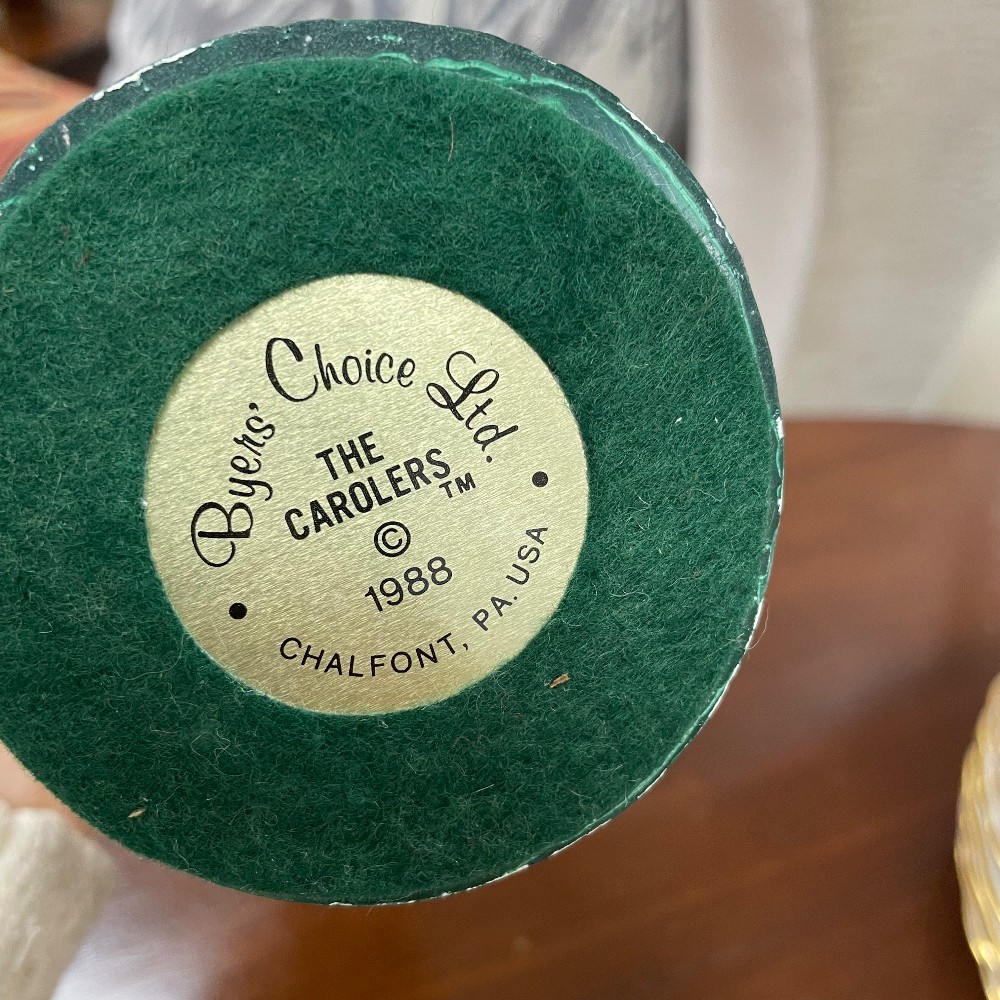 Byers' Choice Ltd.
THE
CAROLERS™
©
1988
CHALFONT, PA. USA